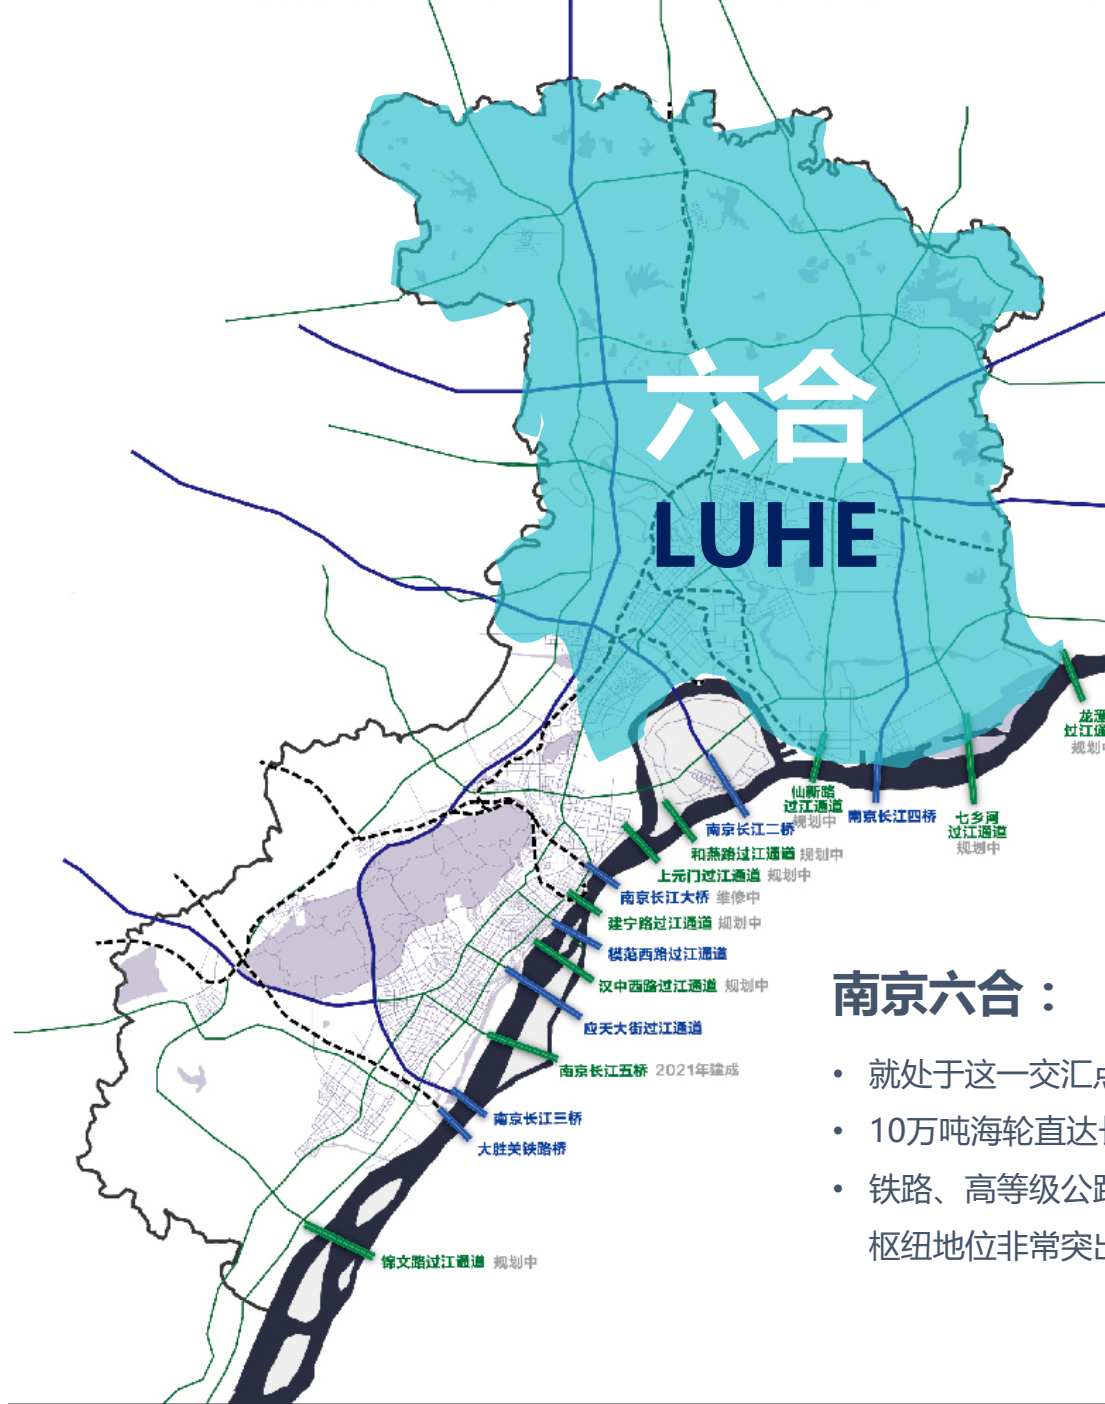 六合
LUHE
龙潭
过江通
规划中
仙新路
过江通道
规划中
南京长江四桥
七乡河
过江通道
规划中
南京长江二桥
和燕路过江通道 规划中
上元门过江通道 规划中
南京长江大桥 维修中
建宁路过江通道 规划中
模范西路过江通道
汉中西路过江通道 规划中
应天大街过江通道
南京长江五桥 2021年建成
南京长江三桥
大胜关铁路桥
锦文路过江通道 规划中
南京六合：
• 就处于这一交汇点
• 10万吨海轮直达长
• 铁路、高等级公路
枢纽地位非常突出